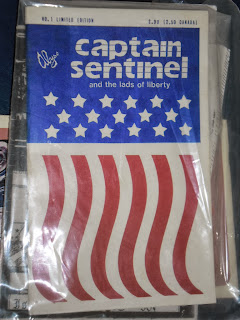 NO.1 LIMITED EDITION
captain
sentinel
and the lads of liberty